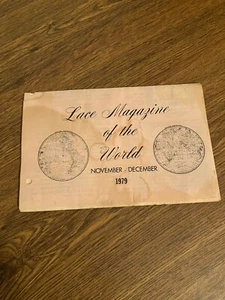 Lace Magazine
of the
World
NOVEMBER - DECEMBER
1979